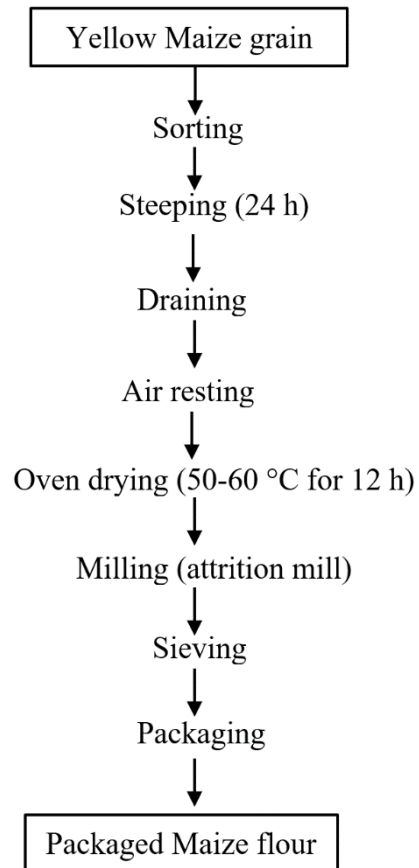 Yellow Maize grain
Sorting
Steeping (24 h)
Draining
Air resting
Oven drying (50-60 °C for 12 h)
Milling (attrition mill)
Sieving
Packaging
Packaged Maize flour